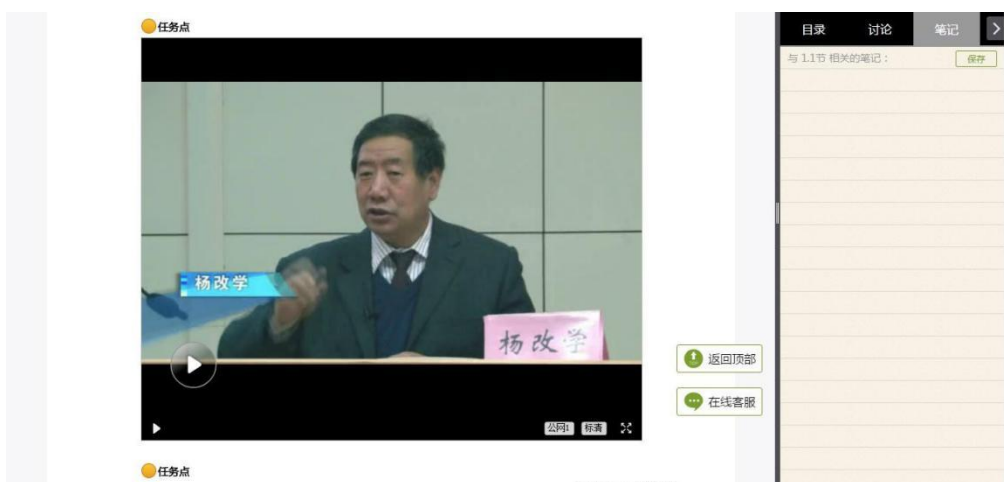 任务点
目录 讨论 笔记
与 1.1节 相关的笔记：
保存
杨改学
杨改学
返回顶部
在线客服
公网1 标清
任务点